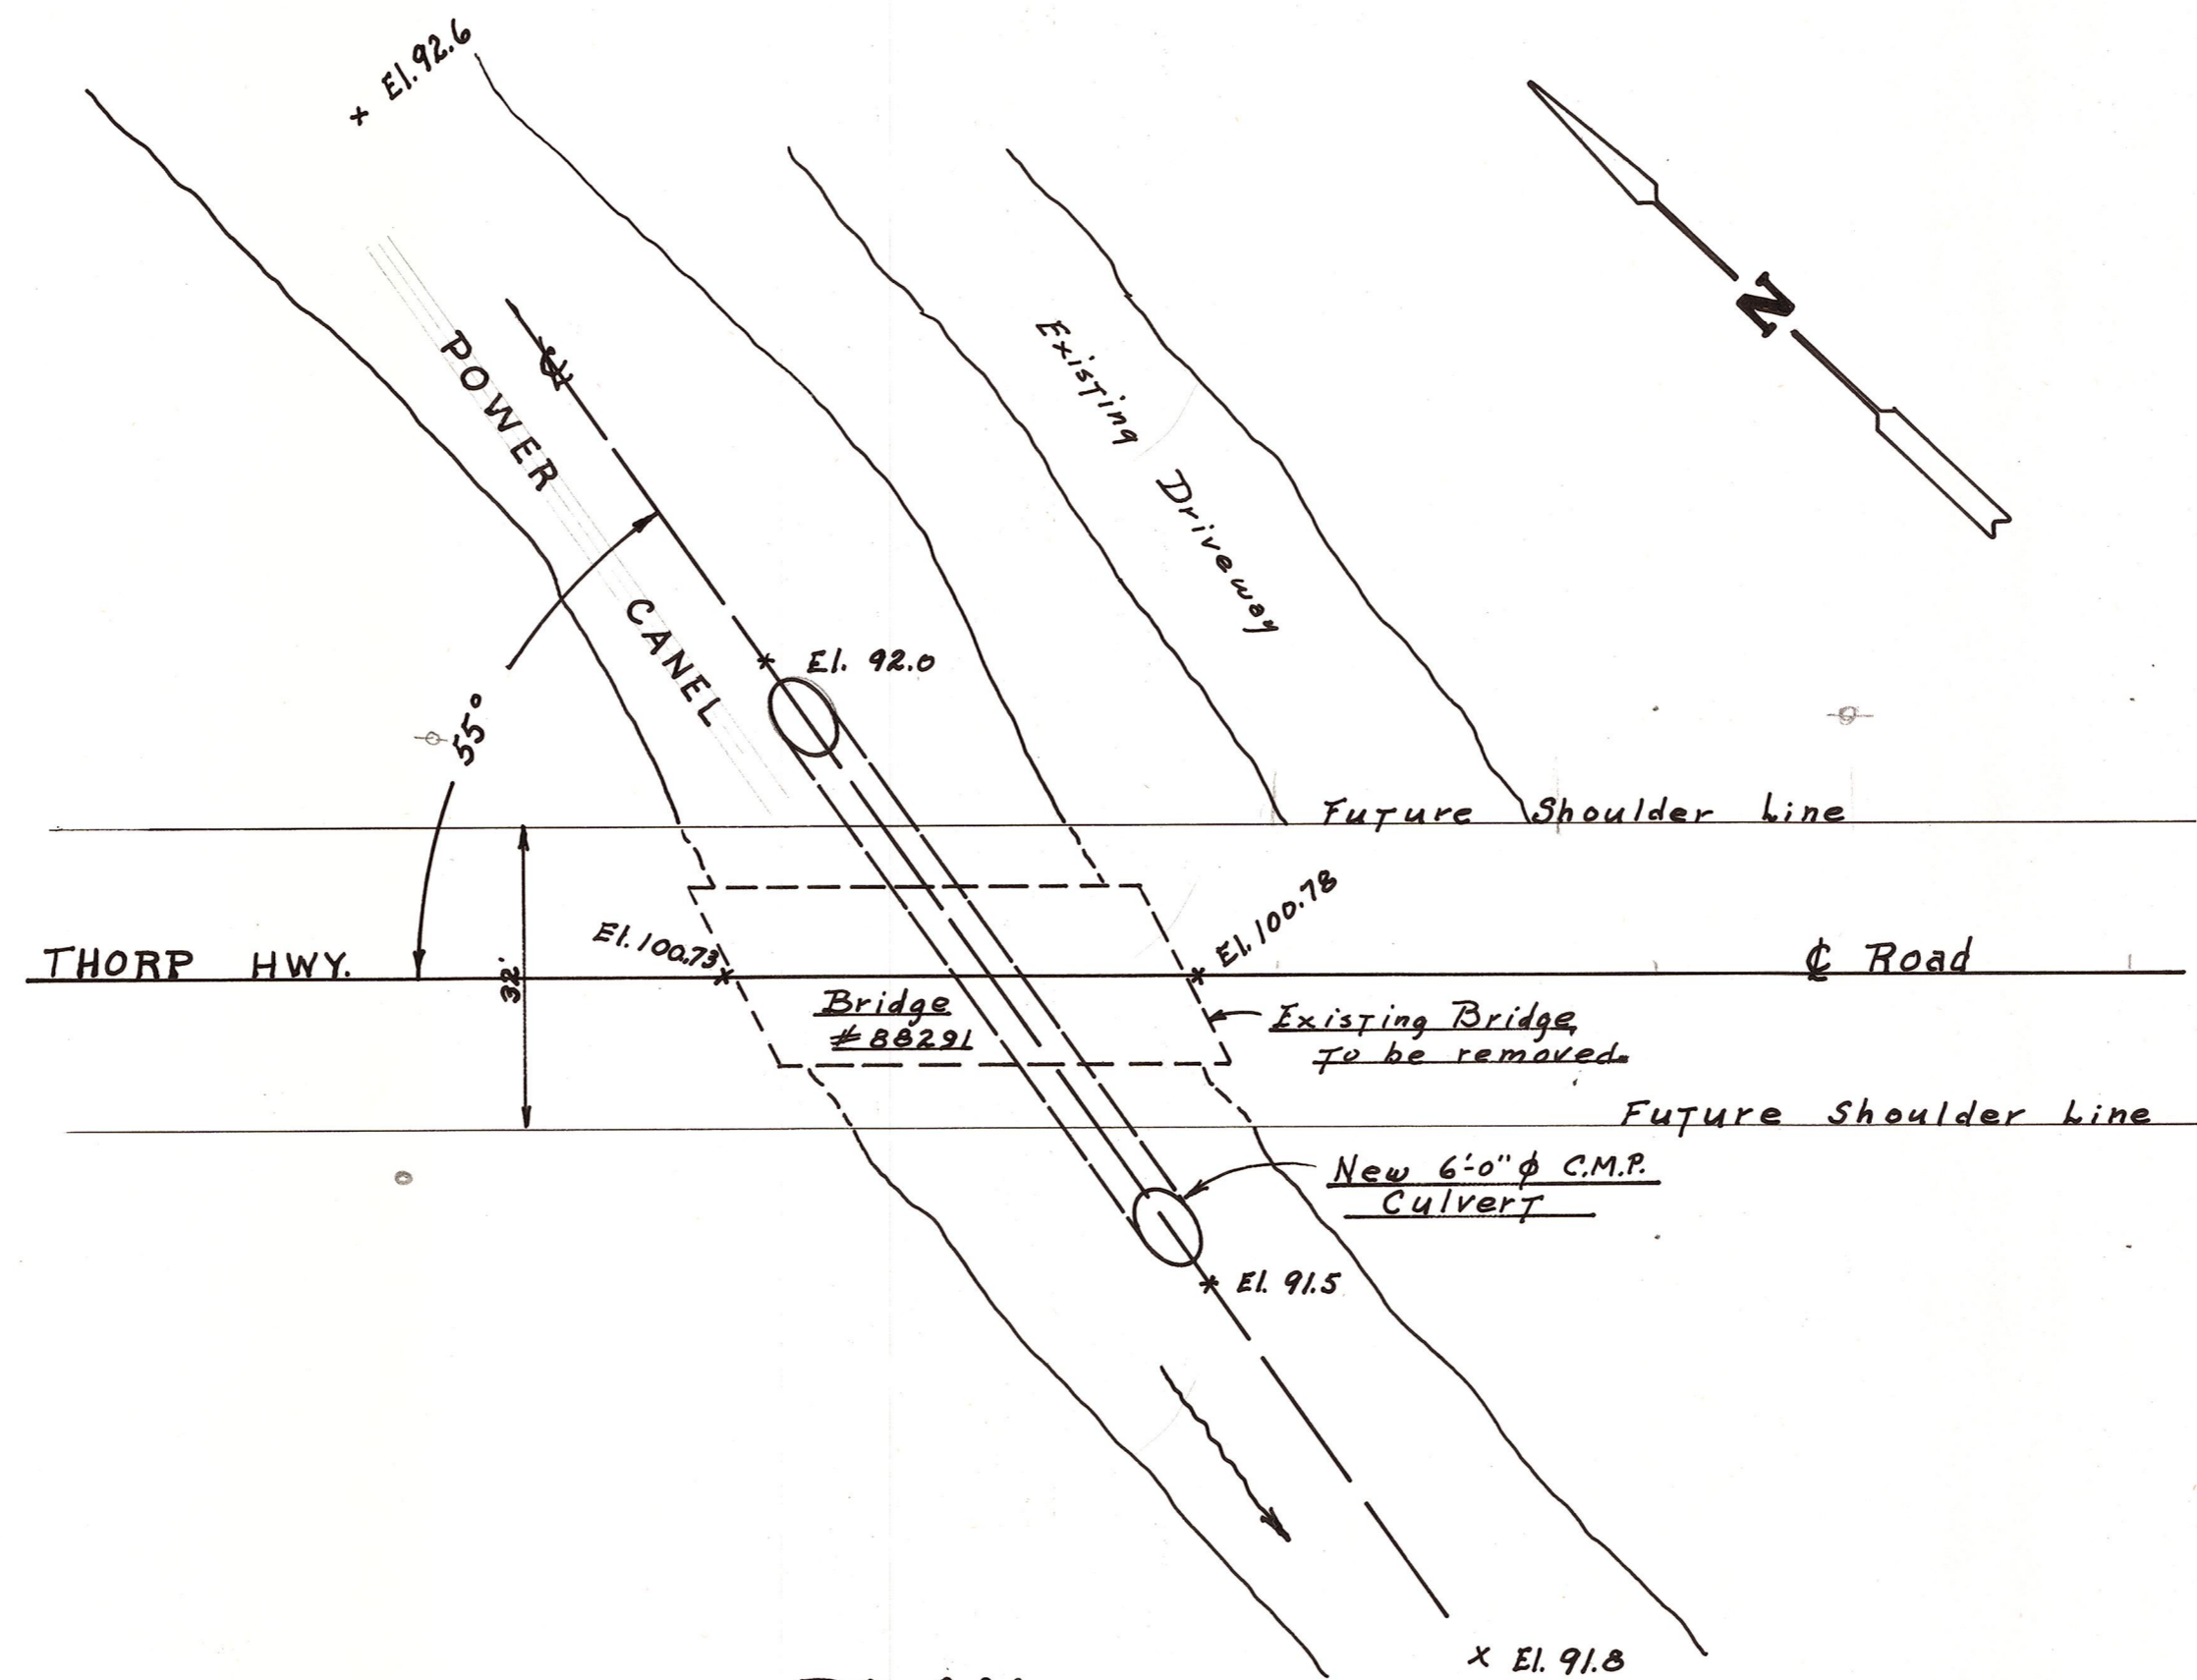 + El. 92.6
N
POWER CANEL
℄
Existing Driveway
El. 92.0
55°
Future Shoulder Line
El. 100.73
El. 100.78
THORP HWY.
℄ Road
32'
Bridge
#88291
Existing Bridge
To be removed.
Future Shoulder Line
New 6'-0" ϕ C.M.P.
Culvert
El. 91.5
x El. 91.8